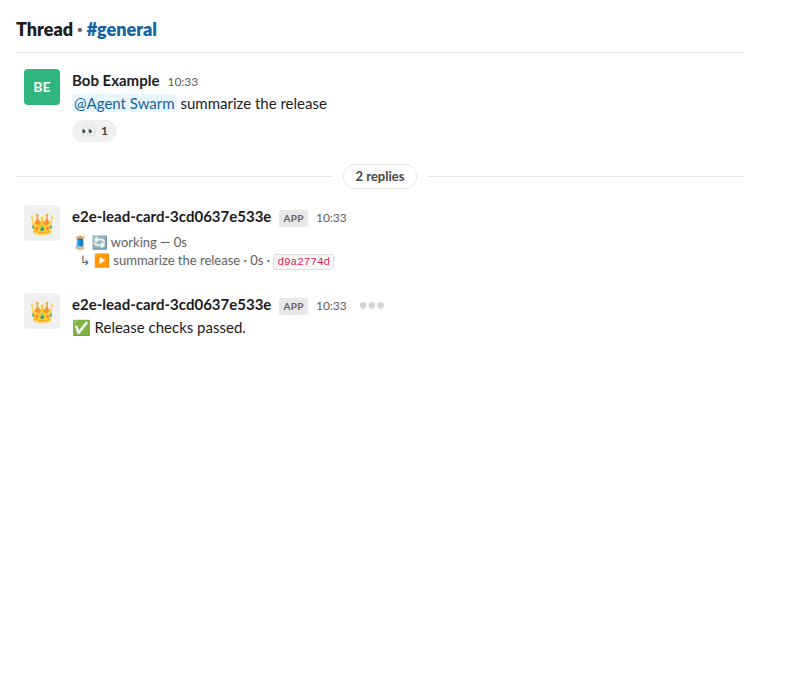 Thread • #general
BE
Bob Example 10:33
@Agent Swarm summarize the release
👀 1
2 replies
e2e-lead-card-3cd0637e533e APP 10:33
🧵 🔄 working — 0s
↳ ▶️ summarize the release · 0s · d9a2774d
e2e-lead-card-3cd0637e533e APP 10:33
✅ Release checks passed.